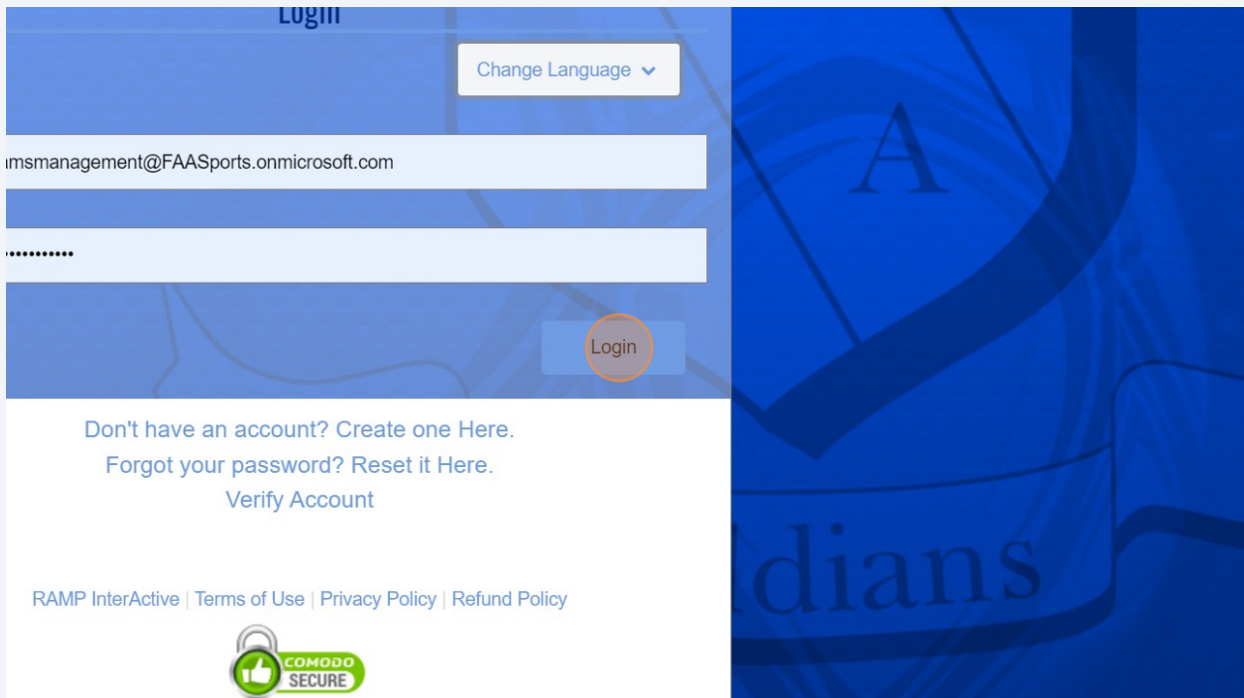 Login
Change Language
amsmanagement@FAASports.onmicrosoft.com
Login
Don't have an account? Create one Here.
Forgot your password? Reset it Here.
Verify Account
RAMP InterActive | Terms of Use | Privacy Policy | Refund Policy
COMODO
SECURE
A
dians